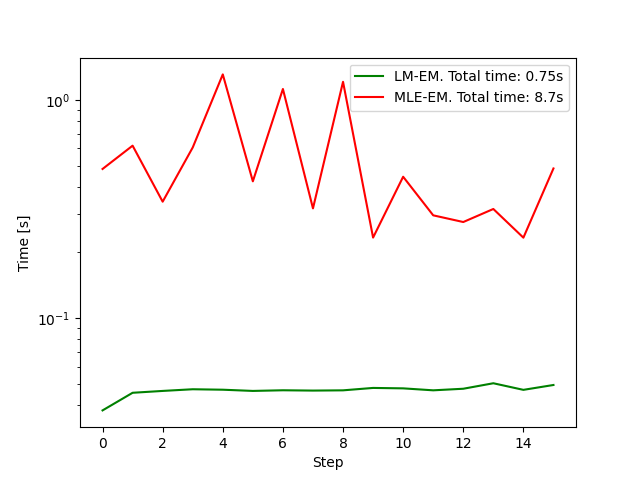 LM-EM. Total time: 0.75s
MLE-EM. Total time: 8.7s
10⁰
10⁻¹
Time [s]
0 2 4 6 8 10 12 14
Step